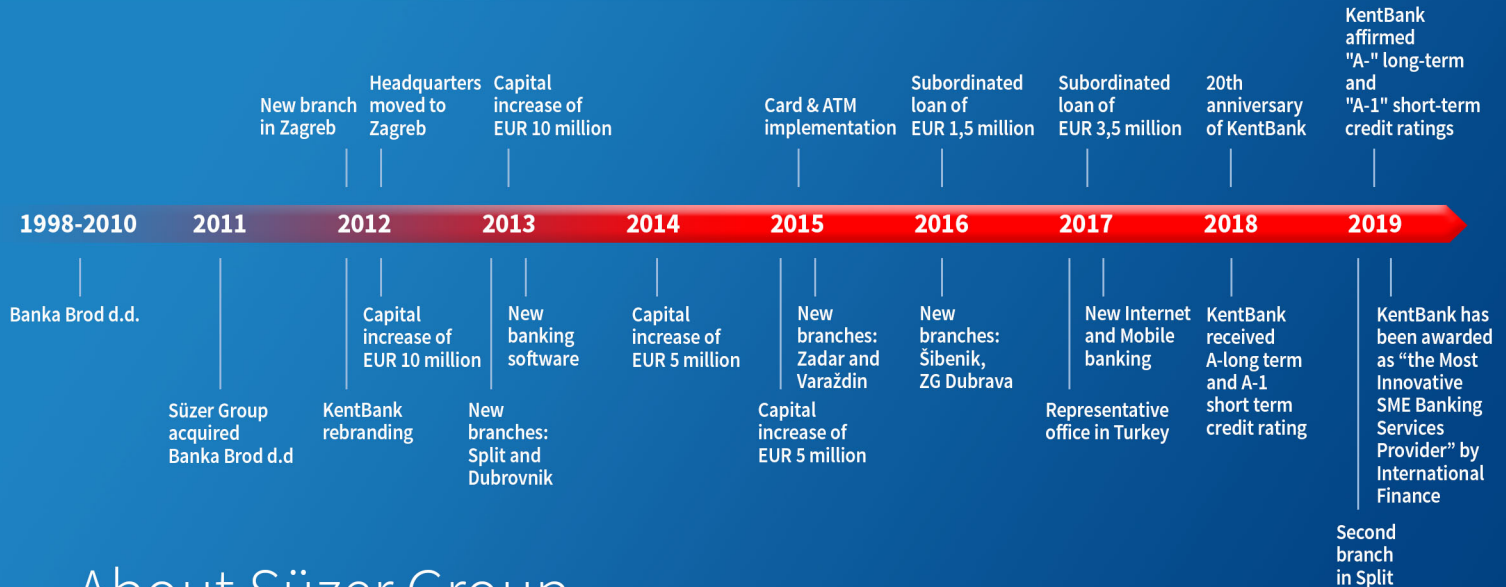 KentBank
affirmed
"A-" long-term
and
"A-1" short-term
credit ratings
New branch
in Zagreb
Headquarters
moved to
Zagreb
Capital
increase of
EUR 10 million
Card & ATM
implementation
Subordinated
loan of
EUR 1,5 million
Subordinated
loan of
EUR 3,5 million
20th
anniversary
of KentBank
1998-2010
2011
2012
2013
2014
2015
2016
2017
2018
2019
Banka Brod d.d.
Süzer Group
acquired
Banka Brod d.d
KentBank
rebranding
Capital
increase of
EUR 10 million
New
branches:
Split and
Dubrovnik
New
banking
software
Capital
increase of
EUR 5 million
Capital
increase of
EUR 5 million
New
branches:
Zadar and
Varaždin
New
branches:
Šibenik,
ZG Dubrava
Representative
office in Turkey
New Internet
and Mobile
banking
KentBank
received
A-long term
and A-1
short term
credit rating
Second
branch
in Split
KentBank has
been awarded
as “the Most
Innovative
SME Banking
Services
Provider” by
International
Finance
About Süzer Group